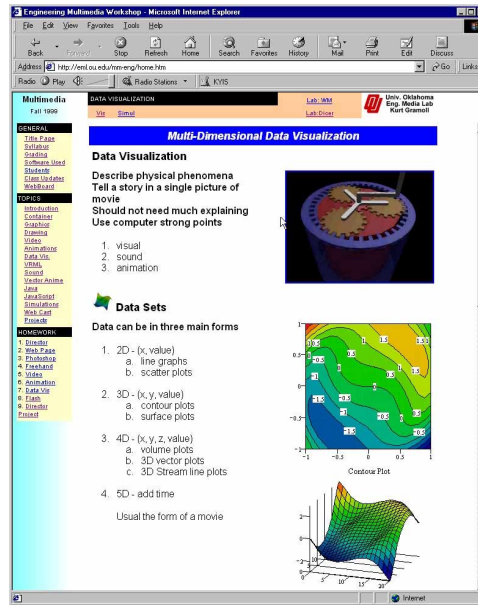 Engineering Multimedia Workshop - Microsoft Internet Explorer
File Edit View Favorites Tools Help
Back Forward Stop Refresh Home Search Favorites History Mail Print Edit Discuss
Address http://eml.ou.edu/mm-eng/home.htm Go Links
Radio Play Radio Stations KYIS
Multimedia
Fall 1999
DATA VISUALIZATION
Vis Simul
Lab: WM
Lab:Dicer
Univ. Oklahoma
Eng. Media Lab
Kurt Gramoll
GENERAL
Title Page
Syllabus
Grading
Software Used
Students
Class Updates
WebBoard
TOPICS
Introduction
Container
Graphics
Drawing
Video
Animations
Data Vis.
VRML
Sound
Vector Anime
Java
JavaScript
Simulations
Web Cast
Projects
HOMEWORK
1. Director
2. Web Page
3. Photoshop
4. Freehand
5. Video
6. Animation
7. Data Vis
8. Flash
9. Director
Project
Multi-Dimensional Data Visualization
Data Visualization
Describe physical phenomena
Tell a story in a single picture of
movie
Should not need much explaining
Use computer strong points
1. visual
2. sound
3. animation
Data Sets
Data can be in three main forms
1. 2D - (x, value)
a. line graphs
b. scatter plots
2. 3D - (x, y, value)
a. contour plots
b. surface plots
3. 4D - (x, y, z, value)
a. volume plots
b. 3D vector plots
c. 3D Stream line plots
4. 5D - add time
Usual the form of a movie
Contour Plot
Internet